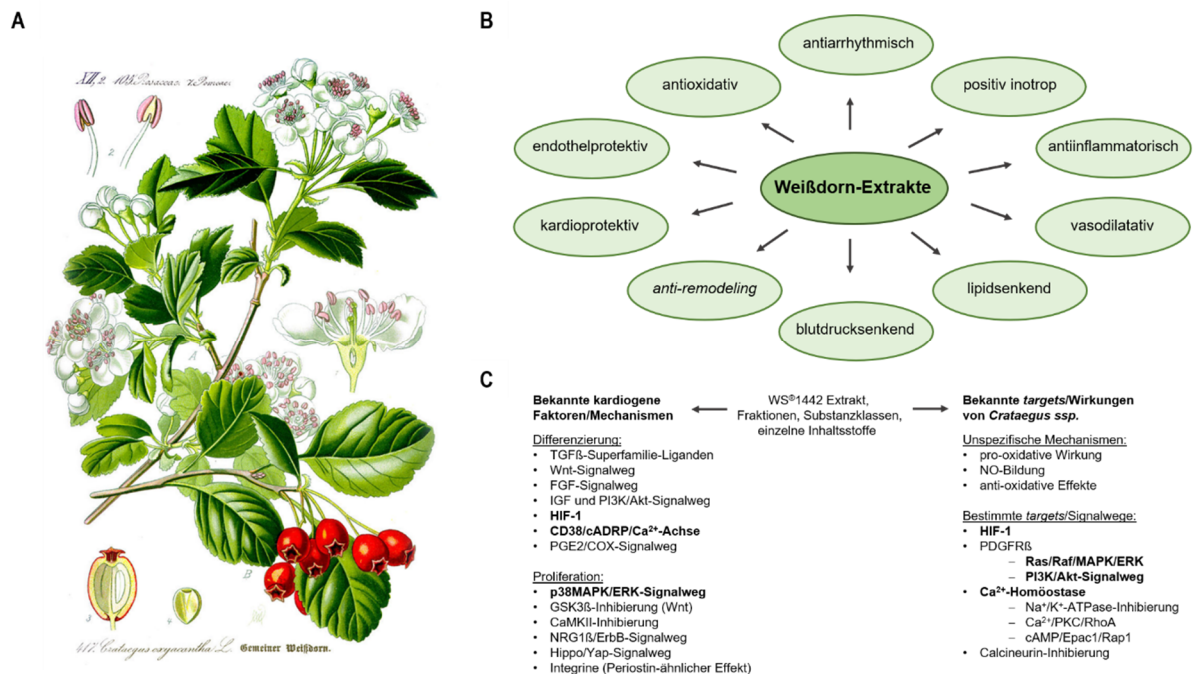 A
XII, 2.
2
A
B
3
4
417. Crataegus oxyacantha L. Gemeiner Weißdorn.
B
antiarrhythmisch
antioxidativ
positiv inotrop
endothelprotektiv
antiinflammatorisch
Weißdorn-Extrakte
kardioprotektiv
vasodilatativ
anti-remodeling
lipidsenkend
blutdrucksenkend
C
Bekannte kardiogene
Faktoren/Mechanismen
Differenzierung:
• TGFß-Superfamilie-Liganden
• Wnt-Signalweg
• FGF-Signalweg
• IGF und PI3K/Akt-Signalweg
• HIF-1
• CD38/cADRP/Ca²⁺-Achse
• PGE2/COX-Signalweg
Proliferation:
• p38MAPK/ERK-Signalweg
• GSK3ß-Inhibierung (Wnt)
• CaMKII-Inhibierung
• NRG1ß/ErbB-Signalweg
• Hippo/Yap-Signalweg
• Integrine (Periostin-ähnlicher Effekt)
WS®1442 Extrakt,
Fraktionen, Substanzklassen,
einzelne Inhaltsstoffe
Bekannte targets/Wirkungen
von Crataegus ssp.
Unspezifische Mechanismen:
• pro-oxidative Wirkung
• NO-Bildung
• anti-oxidative Effekte
Bestimmte targets/Signalwege:
• HIF-1
• PDGFRß
– Ras/Raf/MAPK/ERK
– PI3K/Akt-Signalweg
• Ca²⁺-Homöostase
– Na⁺/K⁺-ATPase-Inhibierung
– Ca²⁺/PKC/RhoA
– cAMP/Epac1/Rap1
• Calcineurin-Inhibierung